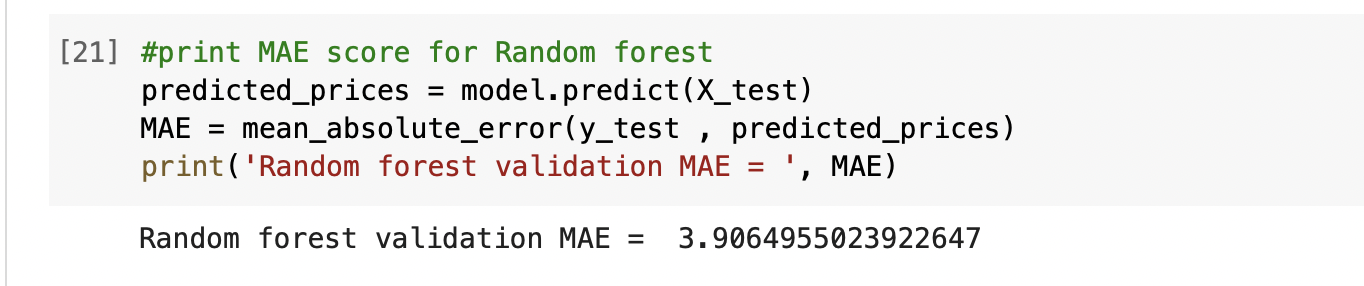 [21] #print MAE score for Random forest
predicted_prices = model.predict(X_test)
MAE = mean_absolute_error(y_test , predicted_prices)
print('Random forest validation MAE = ', MAE)
Random forest validation MAE =  3.9064955023922647